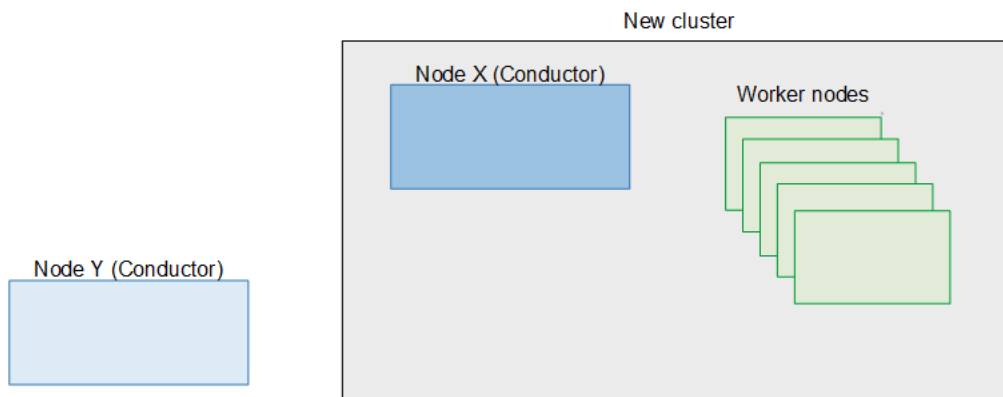 New cluster
Node X (Conductor)
Worker nodes
Node Y (Conductor)